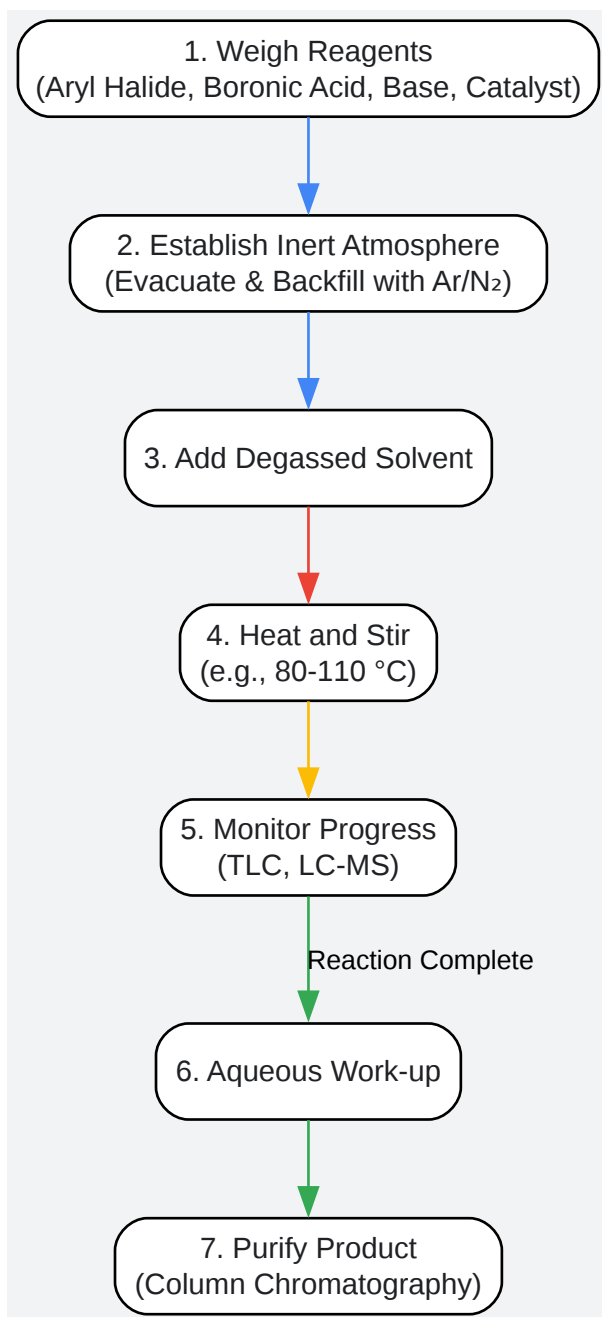 1. Weigh Reagents
(Aryl Halide, Boronic Acid, Base, Catalyst)
2. Establish Inert Atmosphere
(Evacuate & Backfill with Ar/N₂)
3. Add Degassed Solvent
4. Heat and Stir
(e.g., 80-110 °C)
5. Monitor Progress
(TLC, LC-MS)
Reaction Complete
6. Aqueous Work-up
7. Purify Product
(Column Chromatography)